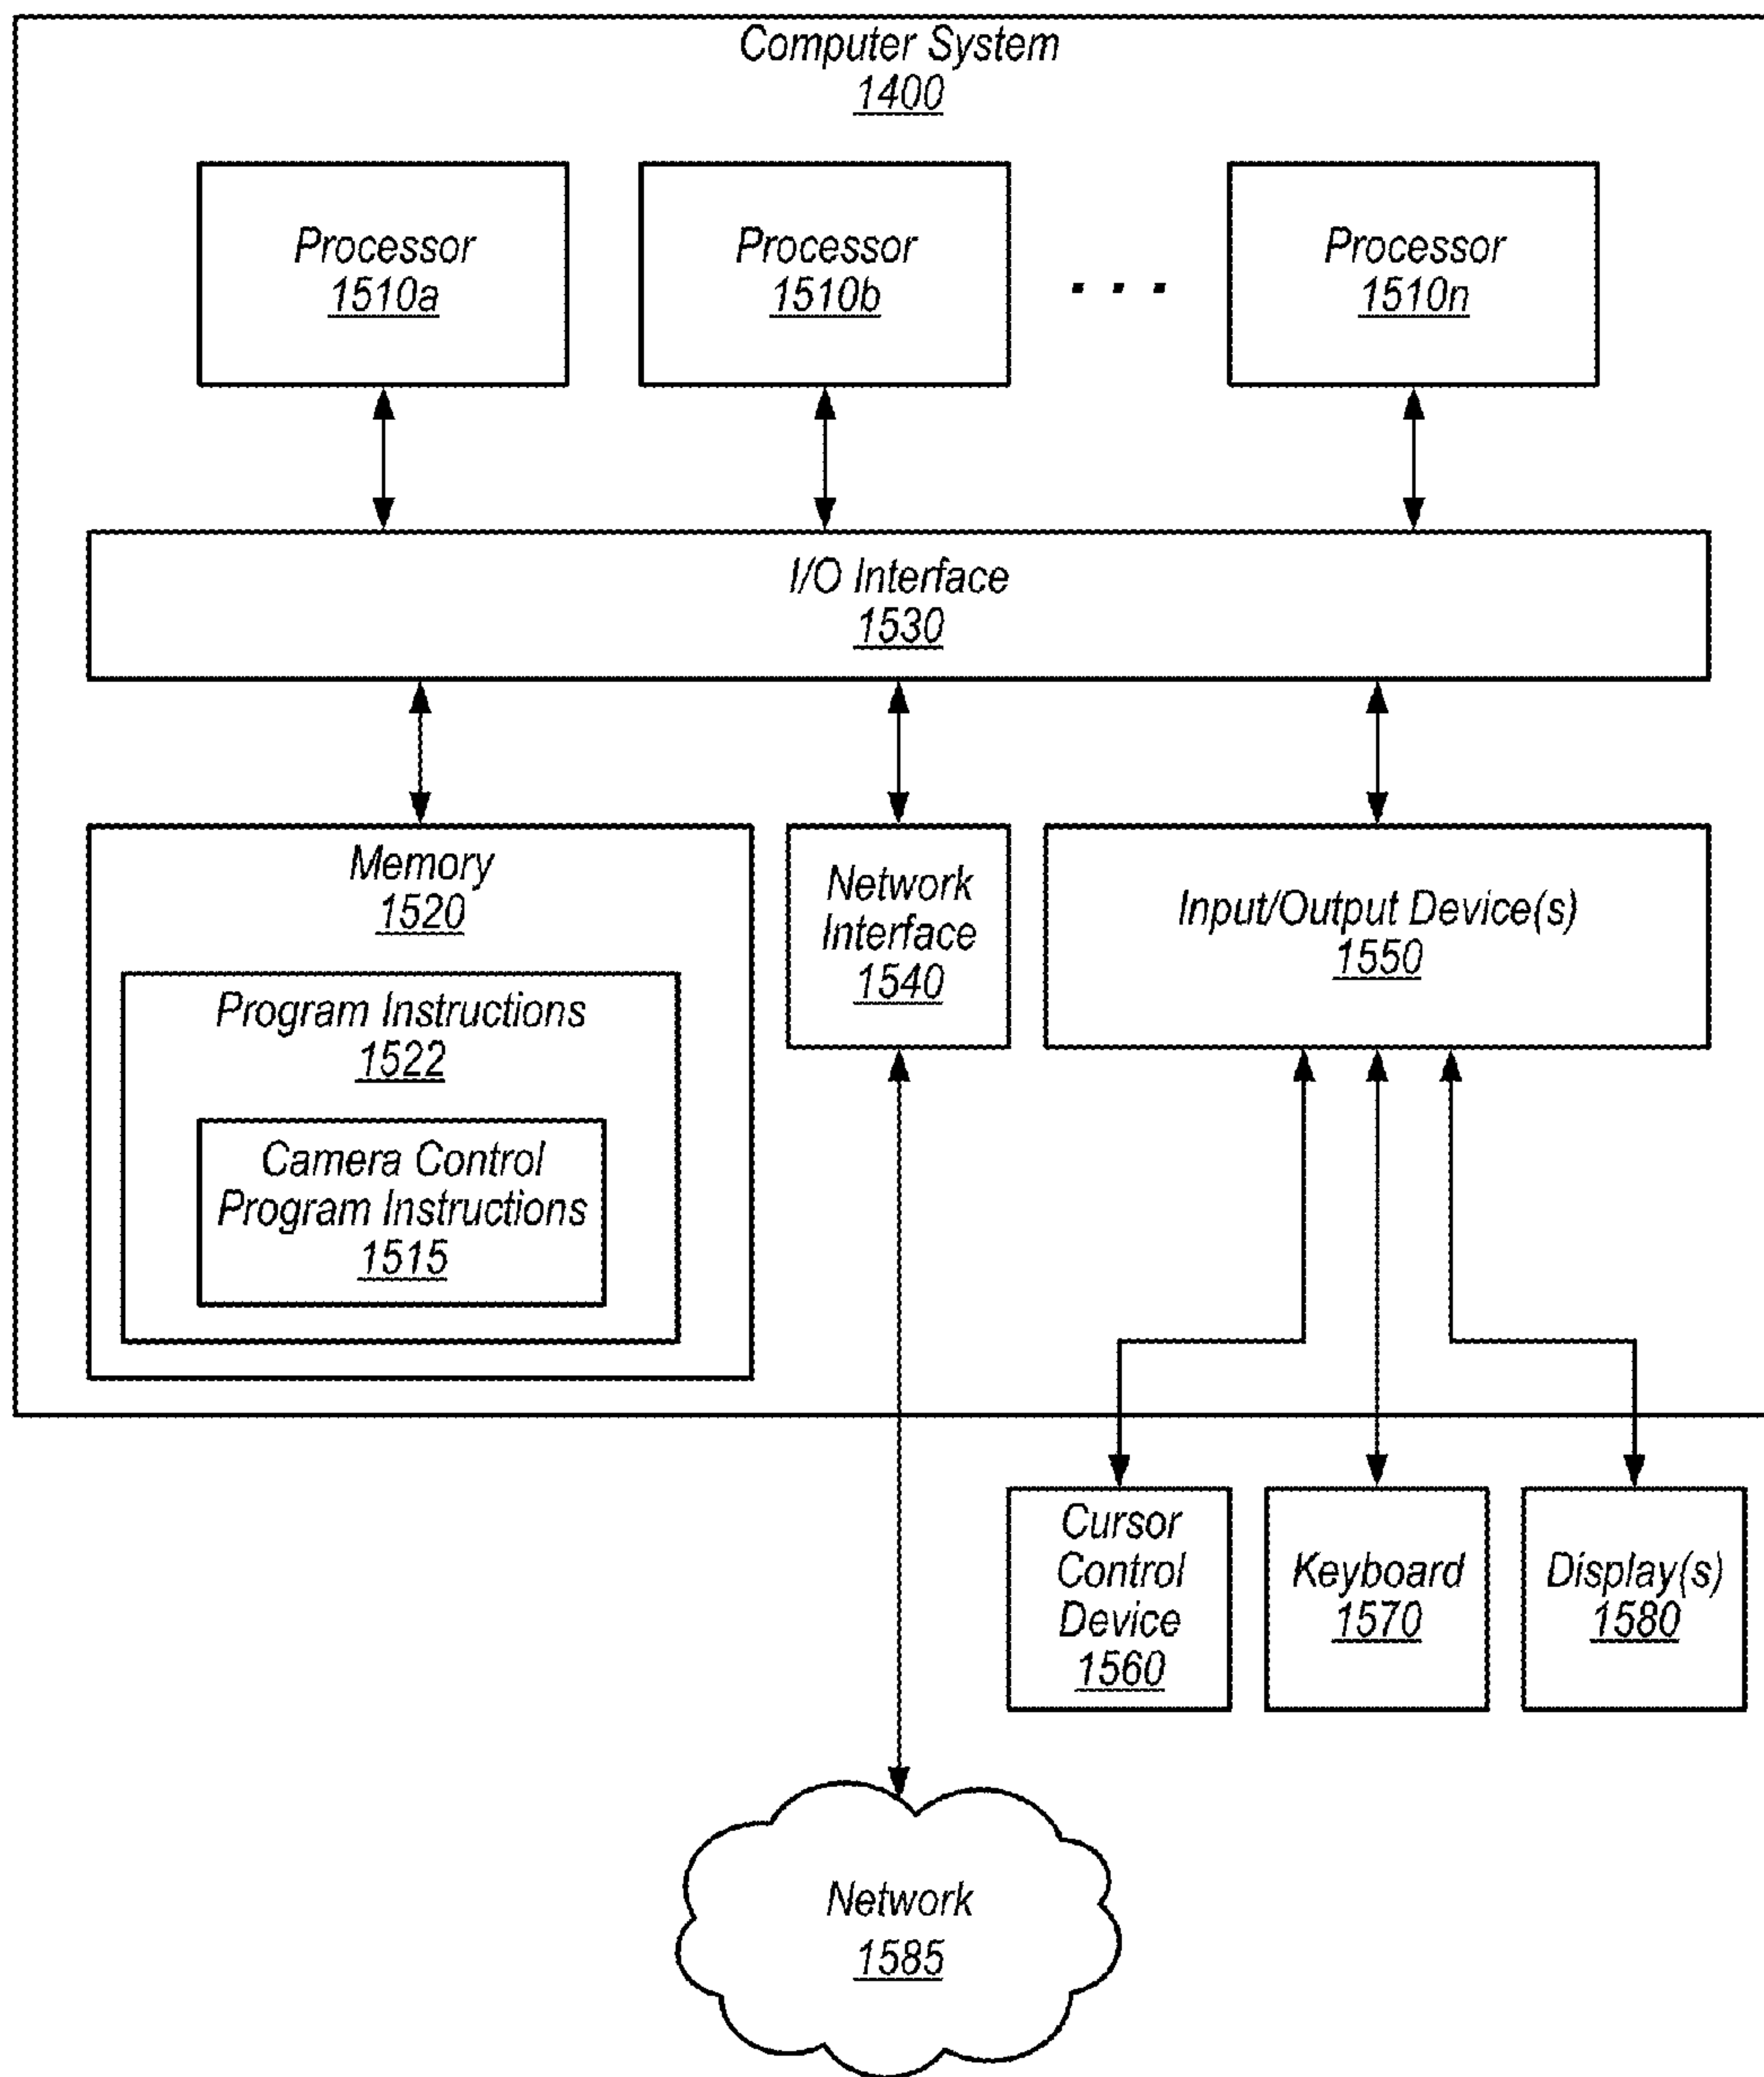 Computer System
1400
Processor
1510a
Processor
1510b
. . .
Processor
1510n
I/O Interface
1530
Memory
1520
Program Instructions
1522
Camera Control
Program Instructions
1515
Network
Interface
1540
Input/Output Device(s)
1550
Cursor
Control
Device
1560
Keyboard
1570
Display(s)
1580
Network
1585